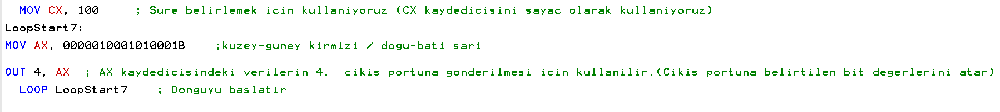 MOV CX, 100 ; Sure belirlemek icin kullaniyoruz (CX kaydedicisini sayac olarak kullaniyoruz)
LoopStart7:
MOV AX, 0000010001010001B ;kuzey-guney kirmizi / dogu-bati sari
OUT 4, AX ; AX kaydedicisindeki verilerin 4. cikis portuna gonderilmesi icin kullanilir.(Cikis portuna belirtilen bit degerlerini atar)
LOOP LoopStart7 ; Donguyu baslatir